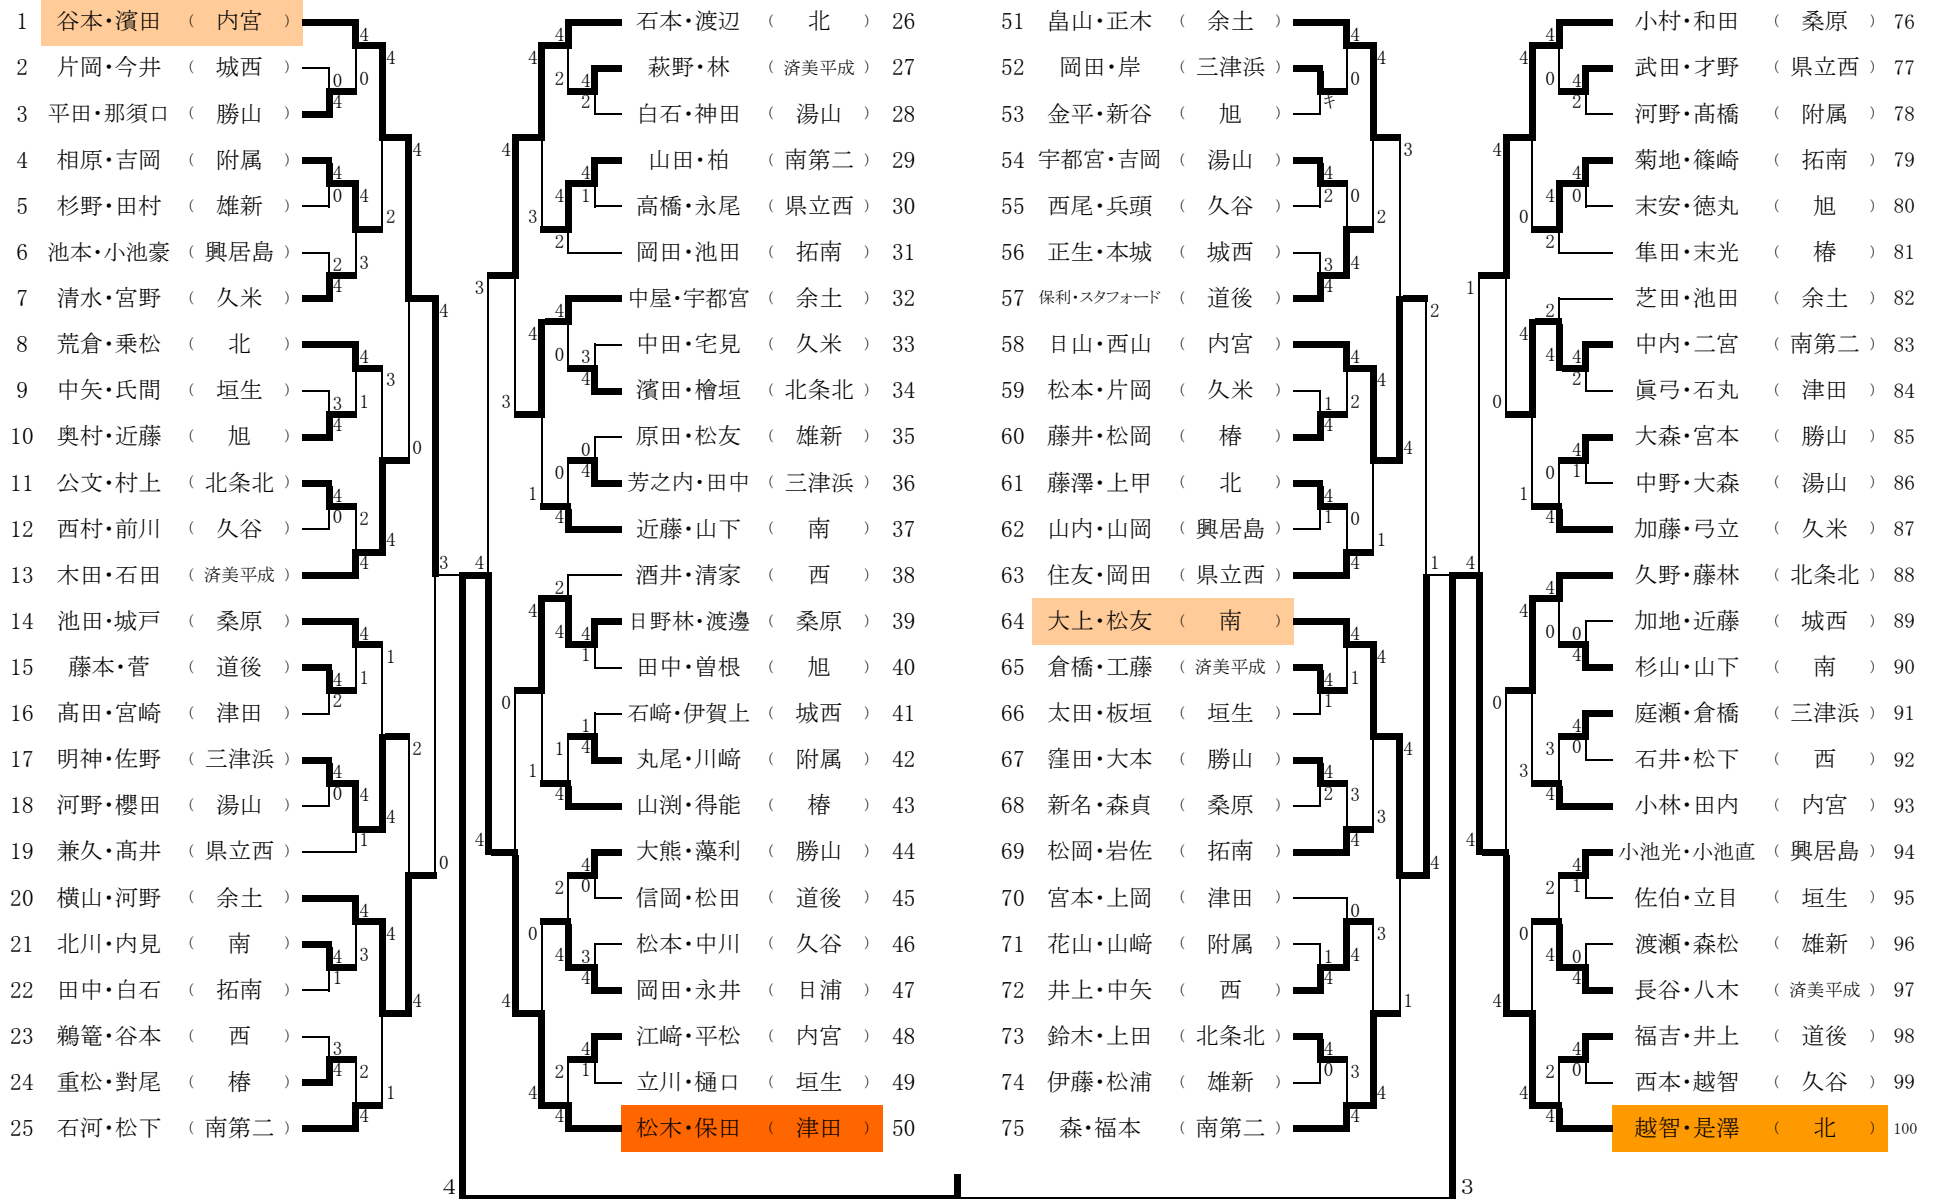 1 谷本・濱田 （ 内宮 ）
2 片岡・今井 （ 城西 ）
3 平田・那須口 （ 勝山 ）
4 相原・吉岡 （ 附属 ）
5 杉野・田村 （ 雄新 ）
6 池本・小池豪 （ 興居島 ）
7 清水・宮野 （ 久米 ）
8 荒倉・乗松 （ 北 ）
9 中矢・氏間 （ 垣生 ）
10 奥村・近藤 （ 旭 ）
11 公文・村上 （ 北条北 ）
12 西村・前川 （ 久谷 ）
13 木田・石田 （ 済美平成 ）
14 池田・城戸 （ 桑原 ）
15 藤本・菅 （ 道後 ）
16 髙田・宮崎 （ 津田 ）
17 明神・佐野 （ 三津浜 ）
18 河野・櫻田 （ 湯山 ）
19 兼久・髙井 （ 県立西 ）
20 横山・河野 （ 余土 ）
21 北川・内見 （ 南 ）
22 田中・白石 （ 拓南 ）
23 鵜篭・谷本 （ 西 ）
24 重松・對尾 （ 椿 ）
25 石河・松下 （ 南第二 ）
石本・渡辺 （ 北 ） 26
萩野・林 （ 済美平成 ） 27
白石・神田 （ 湯山 ） 28
山田・柏 （ 南第二 ） 29
高橋・永尾 （ 県立西 ） 30
岡田・池田 （ 拓南 ） 31
中屋・宇都宮 （ 余土 ） 32
中田・宅見 （ 久米 ） 33
濱田・檜垣 （ 北条北 ） 34
原田・松友 （ 雄新 ） 35
芳之内・田中 （ 三津浜 ） 36
近藤・山下 （ 南 ） 37
酒井・清家 （ 西 ） 38
日野林・渡邊 （ 桑原 ） 39
田中・曽根 （ 旭 ） 40
石﨑・伊賀上 （ 城西 ） 41
丸尾・川﨑 （ 附属 ） 42
山渕・得能 （ 椿 ） 43
大熊・藻利 （ 勝山 ） 44
信岡・松田 （ 道後 ） 45
松本・中川 （ 久谷 ） 46
岡田・永井 （ 日浦 ） 47
江﨑・平松 （ 内宮 ） 48
立川・樋口 （ 垣生 ） 49
松木・保田 （ 津田 ） 50
51 畠山・正木 （ 余土 ）
52 岡田・岸 （ 三津浜 ）
53 金平・新谷 （ 旭 ）
54 宇都宮・吉岡 （ 湯山 ）
55 西尾・兵頭 （ 久谷 ）
56 正生・本城 （ 城西 ）
57 保利・スタフォード （ 道後 ）
58 日山・西山 （ 内宮 ）
59 松本・片岡 （ 久米 ）
60 藤井・松岡 （ 椿 ）
61 藤澤・上甲 （ 北 ）
62 山内・山岡 （ 興居島 ）
63 住友・岡田 （ 県立西 ）
64 大上・松友 （ 南 ）
65 倉橋・工藤 （ 済美平成 ）
66 太田・板垣 （ 垣生 ）
67 窪田・大本 （ 勝山 ）
68 新名・森貞 （ 桑原 ）
69 松岡・岩佐 （ 拓南 ）
70 宮本・上岡 （ 津田 ）
71 花山・山﨑 （ 附属 ）
72 井上・中矢 （ 西 ）
73 鈴木・上田 （ 北条北 ）
74 伊藤・松浦 （ 雄新 ）
75 森・福本 （ 南第二 ）
小村・和田 （ 桑原 ） 76
武田・才野 （ 県立西 ） 77
河野・髙橋 （ 附属 ） 78
菊地・篠崎 （ 拓南 ） 79
末安・徳丸 （ 旭 ） 80
隼田・末光 （ 椿 ） 81
芝田・池田 （ 余土 ） 82
中内・二宮 （ 南第二 ） 83
眞弓・石丸 （ 津田 ） 84
大森・宮本 （ 勝山 ） 85
中野・大森 （ 湯山 ） 86
加藤・弓立 （ 久米 ） 87
久野・藤林 （ 北条北 ） 88
加地・近藤 （ 城西 ） 89
杉山・山下 （ 南 ） 90
庭瀬・倉橋 （ 三津浜 ） 91
石井・松下 （ 西 ） 92
小林・田内 （ 内宮 ） 93
小池光・小池直 （ 興居島 ） 94
佐伯・立目 （ 垣生 ） 95
渡瀬・森松 （ 雄新 ） 96
長谷・八木 （ 済美平成 ） 97
福吉・井上 （ 道後 ） 98
西本・越智 （ 久谷 ） 99
越智・是澤 （ 北 ） 100
4 3